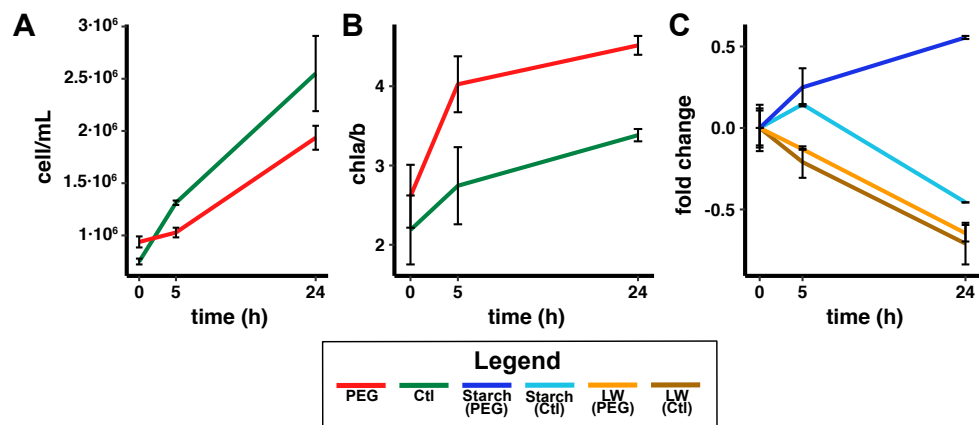 A
3·10⁶
2.5·10⁶
2·10⁶
1.5·10⁶
1·10⁶
cell/mL
0 5 24
time (h)
B
4
3
2
chla/b
0 5 24
time (h)
C
0.5
0.0
-0.5
fold change
0 5 24
time (h)
Legend
PEG
Ctl
Starch
(PEG)
Starch
(Ctl)
LW
(PEG)
LW
(Ctl)